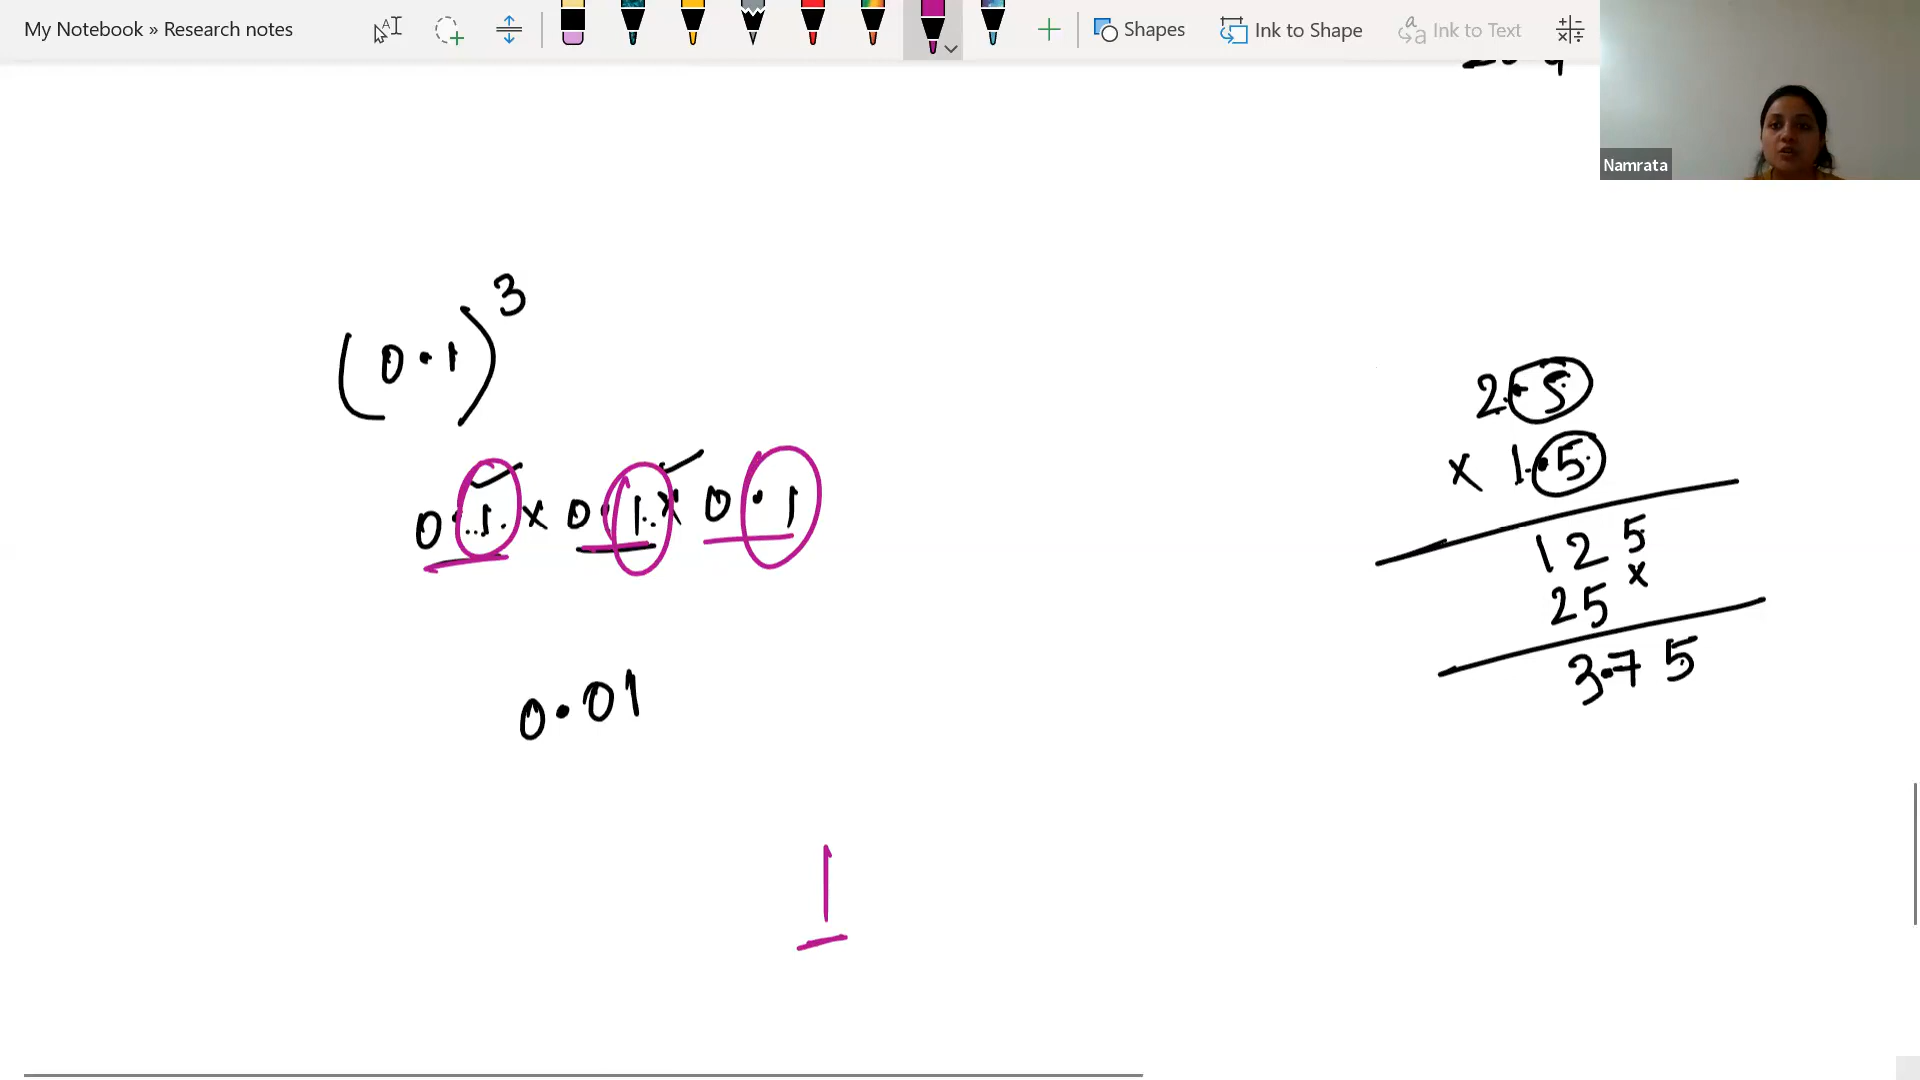 My Notebook » Research notes
Shapes
Ink to Shape
Ink to Text
Namrata
(0.1)³
0.1 x 0.1 x 0.1
0.01
1
2.5
x 1.5
125
25x
3.75